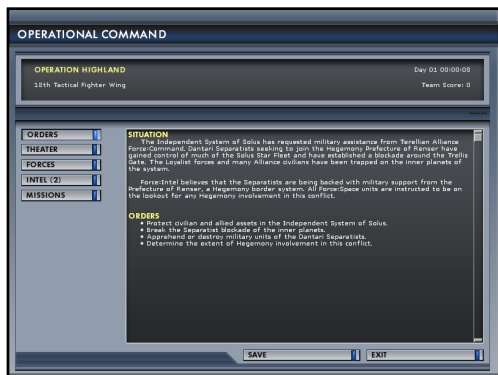 OPERATIONAL COMMAND
OPERATION HIGHLAND
Day 01 00:00:08
18th Tactical Fighter Wing
Team Score: 0
ORDERS
THEATER
FORCES
INTEL (2)
MISSIONS
SITUATION
The Independent System of Solus has requested military assistance from Terellian Alliance
Force:Command. Dantari Separatists seeking to join the Hegemony Prefecture of Renser have
gained control of much of the Solus Star Fleet and have established a blockade around the Trellis
Gate. The Loyalist forces and many Alliance civilians have been trapped on the inner planets of
the system.
Force:Intel believes that the Separatists are being backed with military support from the
Prefecture of Renser, a Hegemony border system. All Force:Space units are instructed to be on
the lookout for any Hegemony involvement in this conflict.
ORDERS
• Protect civilian and allied assets in the Independent System of Solus.
• Break the Separatist blockade of the inner planets.
• Apprehend or destroy military units of the Dantari Separatists.
• Determine the extent of Hegemony involvement in this conflict.
SAVE
EXIT